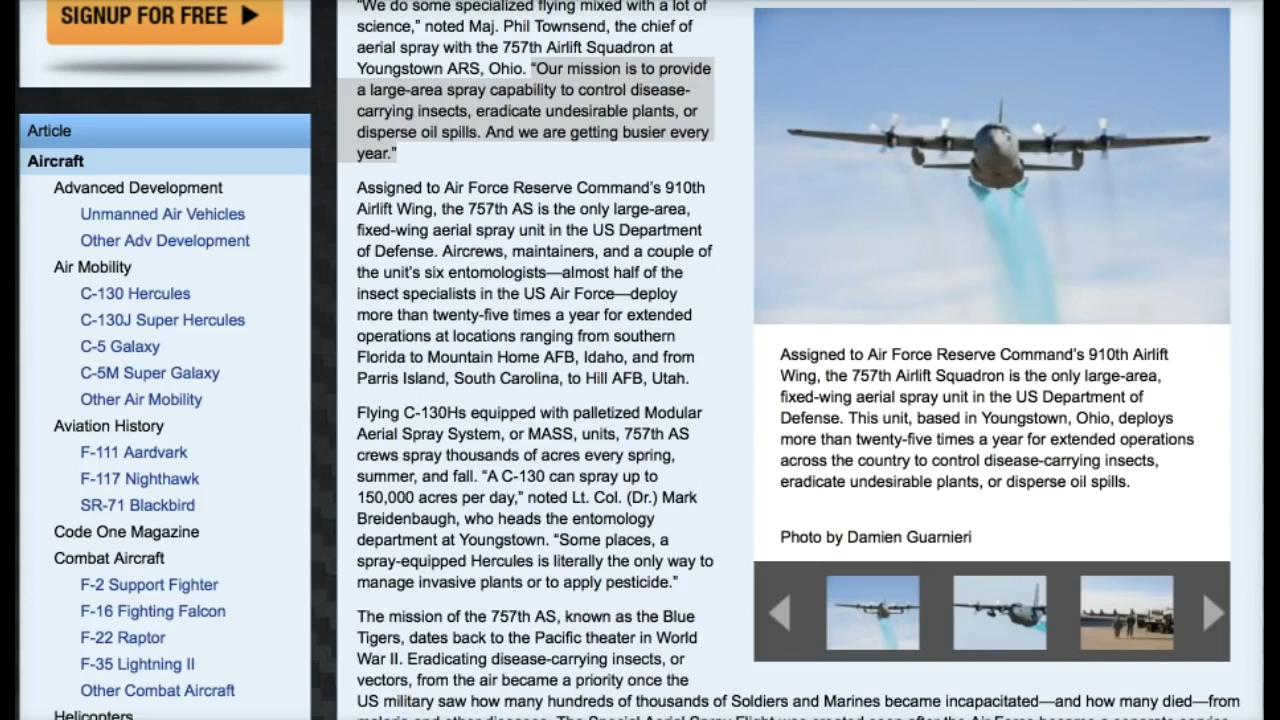 SIGNUP FOR FREE
Article
Aircraft
Advanced Development
Unmanned Air Vehicles
Other Adv Development
Air Mobility
C-130 Hercules
C-130J Super Hercules
C-5 Galaxy
C-5M Super Galaxy
Other Air Mobility
Aviation History
F-111 Aardvark
F-117 Nighthawk
SR-71 Blackbird
Code One Magazine
Combat Aircraft
F-2 Support Fighter
F-16 Fighting Falcon
F-22 Raptor
F-35 Lightning II
Other Combat Aircraft
Helicopters
"We do some specialized flying mixed with a lot of
science," noted Maj. Phil Townsend, the chief of
aerial spray with the 757th Airlift Squadron at
Youngstown ARS, Ohio. "Our mission is to provide
a large-area spray capability to control disease-
carrying insects, eradicate undesirable plants, or
disperse oil spills. And we are getting busier every
year."
Assigned to Air Force Reserve Command's 910th
Airlift Wing, the 757th AS is the only large-area,
fixed-wing aerial spray unit in the US Department
of Defense. Aircrews, maintainers, and a couple of
the unit's six entomologists—almost half of the
insect specialists in the US Air Force—deploy
more than twenty-five times a year for extended
operations at locations ranging from southern
Florida to Mountain Home AFB, Idaho, and from
Parris Island, South Carolina, to Hill AFB, Utah.
Flying C-130Hs equipped with palletized Modular
Aerial Spray System, or MASS, units, 757th AS
crews spray thousands of acres every spring,
summer, and fall. "A C-130 can spray up to
150,000 acres per day," noted Lt. Col. (Dr.) Mark
Breidenbaugh, who heads the entomology
department at Youngstown. "Some places, a
spray-equipped Hercules is literally the only way to
manage invasive plants or to apply pesticide."
The mission of the 757th AS, known as the Blue
Tigers, dates back to the Pacific theater in World
War II. Eradicating disease-carrying insects, or
vectors, from the air became a priority once the
US military saw how many hundreds of thousands of Soldiers and Marines became incapacitated—and how many died—from
malaria and other diseases. The Special Aerial Spray Flight was created soon after the Air Force became a separate service
Assigned to Air Force Reserve Command's 910th Airlift
Wing, the 757th Airlift Squadron is the only large-area,
fixed-wing aerial spray unit in the US Department of
Defense. This unit, based in Youngstown, Ohio, deploys
more than twenty-five times a year for extended operations
across the country to control disease-carrying insects,
eradicate undesirable plants, or disperse oil spills.
Photo by Damien Guarnieri